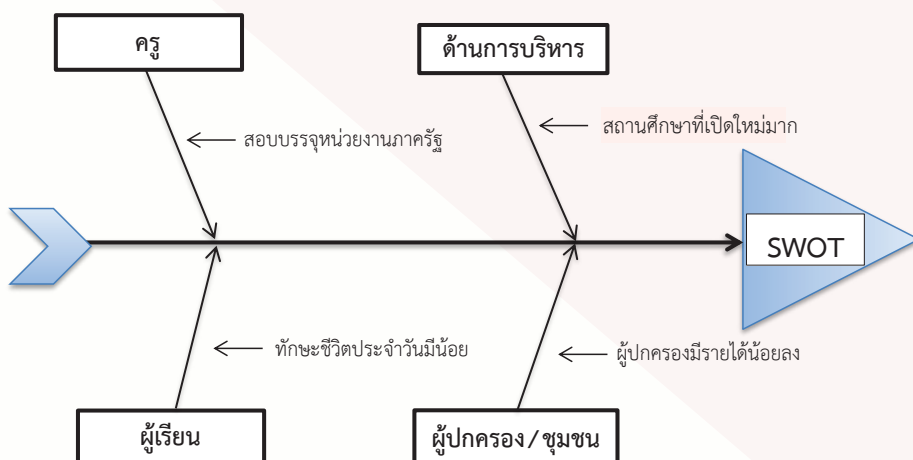 ครู
ด้านการบริหาร
สอบบรรจุหน่วยงานภาครัฐ
สถานศึกษาที่เปิดใหม่มาก
SWOT
ทักษะชีวิตประจำวันมีน้อย
ผู้ปกครองมีรายได้น้อยลง
ผู้เรียน
ผู้ปกครอง/ชุมชน